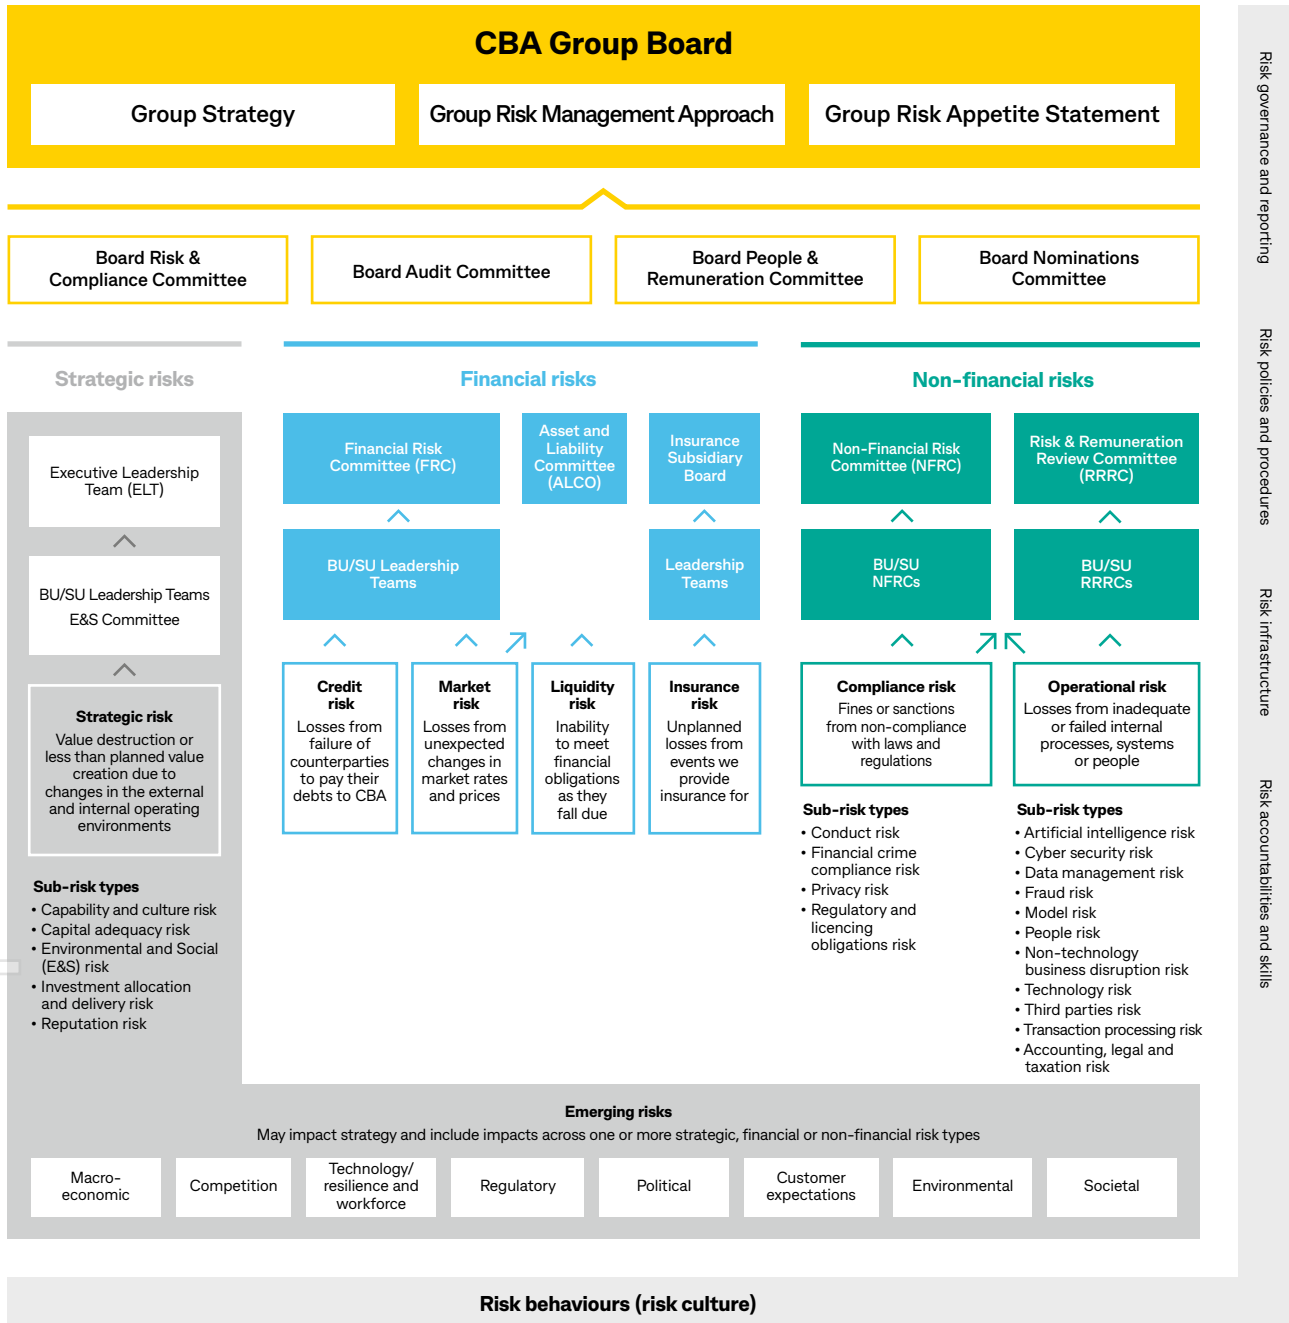 CBA Group Board
Group Strategy
Group Risk Management Approach
Group Risk Appetite Statement
Board Risk &
Compliance Committee
Board Audit Committee
Board People &
Remuneration Committee
Board Nominations
Committee
Strategic risks
Executive Leadership
Team (ELT)
BU/SU Leadership Teams
E&S Committee
Strategic risk
Value destruction or
less than planned value
creation due to
changes in the external
and internal operating
environments
Sub-risk types
• Capability and culture risk
• Capital adequacy risk
• Environmental and Social
(E&S) risk
• Investment allocation
and delivery risk
• Reputation risk
Financial risks
Financial Risk
Committee (FRC)
Asset and
Liability
Committee
(ALCO)
Insurance
Subsidiary
Board
BU/SU Leadership
Teams
Leadership
Teams
Credit
risk
Losses from
failure of
counterparties
to pay their
debts to CBA
Market
risk
Losses from
unexpected
changes in
market rates
and prices
Liquidity
risk
Inability
to meet
financial
obligations
as they
fall due
Insurance
risk
Unplanned
losses from
events we
provide
insurance for
Non-financial risks
Non-Financial Risk
Committee (NFRC)
Risk & Remuneration
Review Committee
(RRRC)
BU/SU
NFRCs
BU/SU
RRRCs
Compliance risk
Fines or sanctions
from non-compliance
with laws and
regulations
Sub-risk types
• Conduct risk
• Financial crime
compliance risk
• Privacy risk
• Regulatory and
licencing
obligations risk
Operational risk
Losses from inadequate
or failed internal
processes, systems
or people
Sub-risk types
• Artificial intelligence risk
• Cyber security risk
• Data management risk
• Fraud risk
• Model risk
• People risk
• Non-technology
business disruption risk
• Technology risk
• Third parties risk
• Transaction processing risk
• Accounting, legal and
taxation risk
Emerging risks
May impact strategy and include impacts across one or more strategic, financial or non-financial risk types
Macro-
economic
Competition
Technology/
resilience and
workforce
Regulatory
Political
Customer
expectations
Environmental
Societal
Risk behaviours (risk culture)
Risk governance and reporting
Risk policies and procedures
Risk infrastructure
Risk accountabilities and skills